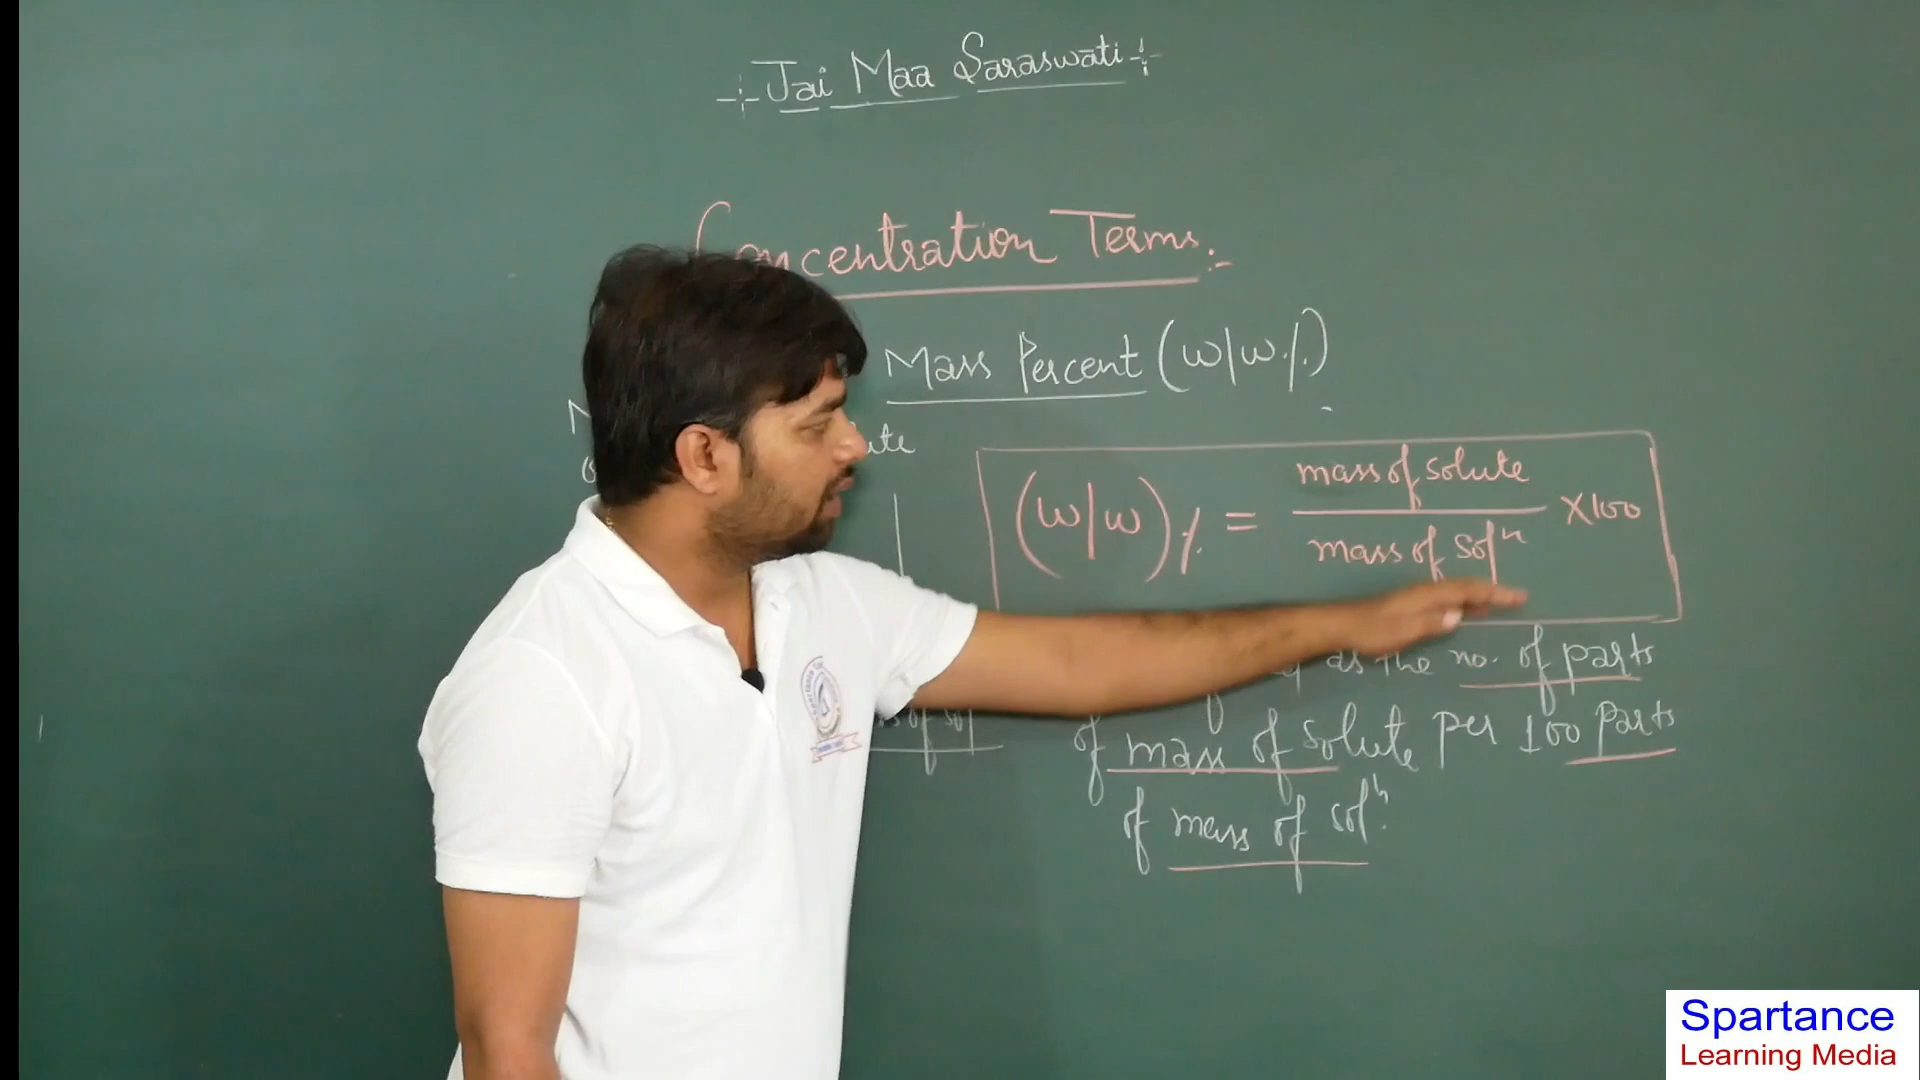 Jai Maa Saraswati
Concentration Terms:-
Mass Percent (w/w%)
(w/w)% = mass of solute
mass of solⁿ
×100
as the no. of parts
of mass of solute per 100 parts
of mass of solⁿ.
Spartance
Learning Media